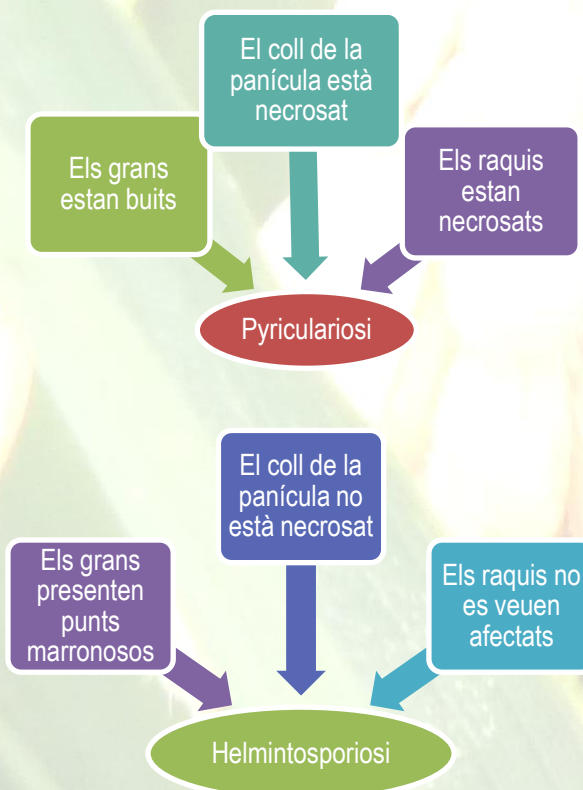 El coll de la
panícula està
necrosat
Els grans
estan buits
Els raquis
estan
necrosats
Pyriculariosi
El coll de la
panícula no
està necrosat
Els grans
presenten
punts
marronosos
Els raquis no
es veuen
afectats
Helmintosporiosi